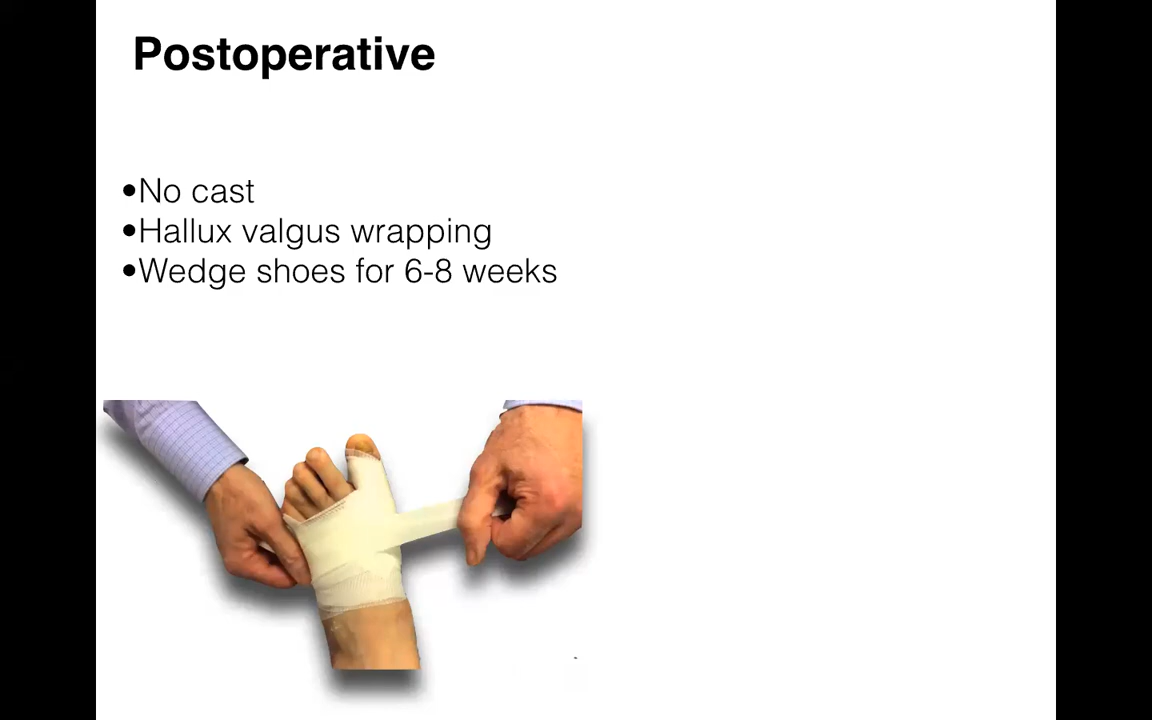 Postoperative
•No cast
•Hallux valgus wrapping
•Wedge shoes for 6-8 weeks